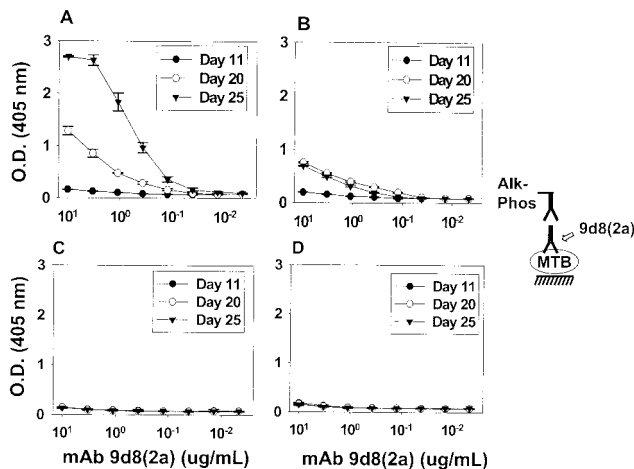 A
O.D. (405 nm)
3
2
1
0
Day 11
Day 20
Day 25
10¹
10⁰
10⁻¹
10⁻²
B
3
2
1
0
Day 11
Day 20
Day 25
10¹
10⁰
10⁻¹
10⁻²
Alk-
Phos
9d8(2a)
MTB
C
O.D. (405 nm)
3
2
1
0
Day 11
Day 20
Day 25
10¹
10⁰
10⁻¹
10⁻²
mAb 9d8(2a) (ug/mL)
D
3
2
1
0
Day 11
Day 20
Day 25
10¹
10⁰
10⁻¹
10⁻²
mAb 9d8(2a) (ug/mL)